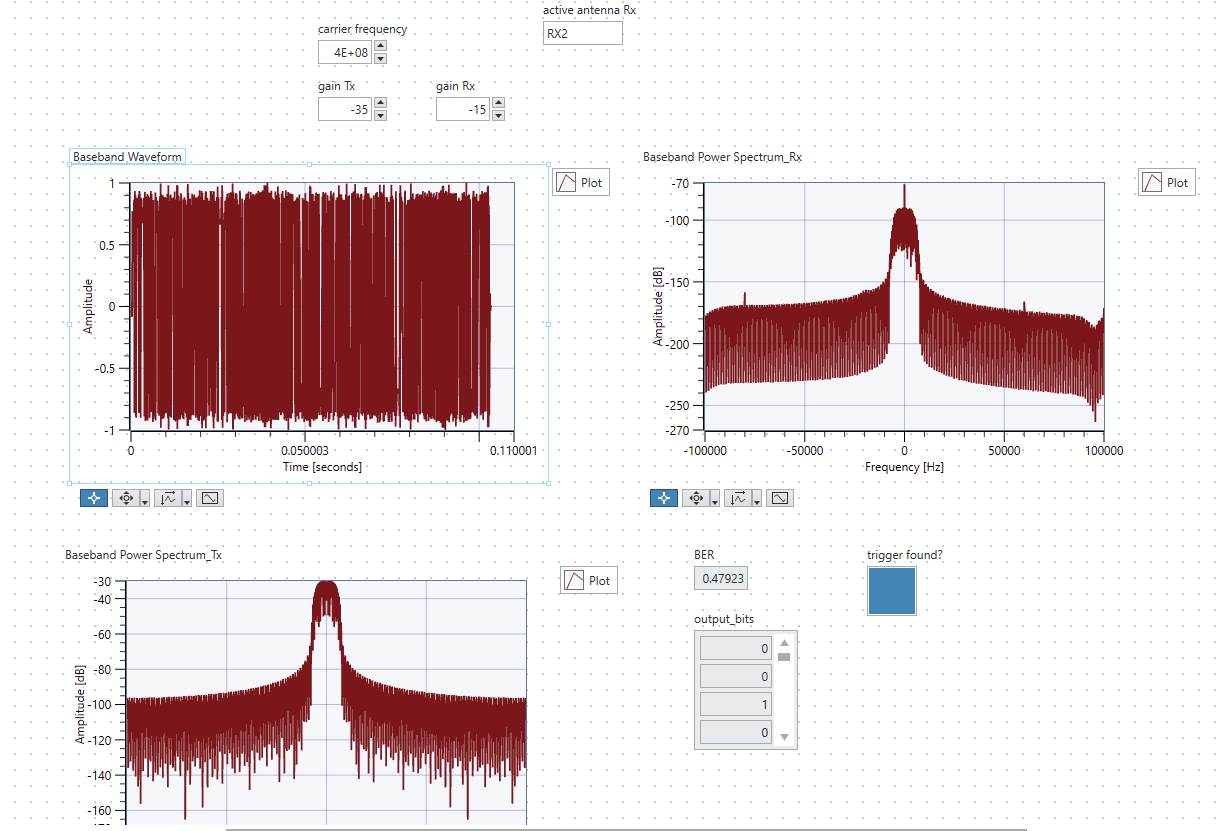 active antenna Rx
RX2
carrier frequency
4E+08
gain Tx
-35
gain Rx
-15
Baseband Waveform
Plot
1
0.5
0
-0.5
-1
Amplitude
0
0.050003
0.110001
Time [seconds]
Baseband Power Spectrum_Rx
Plot
-70
-100
-150
-200
-250
-270
Amplitude [dB]
-100000
-50000
0
50000
100000
Frequency [Hz]
Baseband Power Spectrum_Tx
Plot
-30
-40
-60
-80
-100
-120
-140
-160
Amplitude [dB]
BER
0.47923
trigger found?
output_bits
0
0
1
0